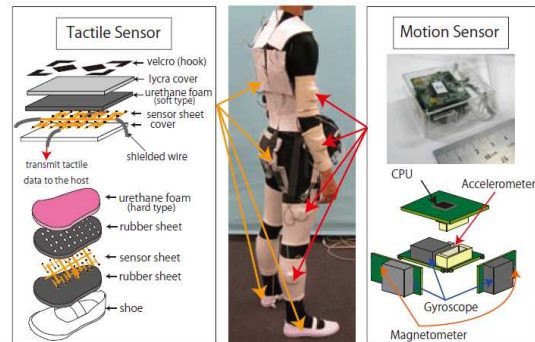 Tactile Sensor
velcro (hook)
lycra cover
urethane foam
(soft type)
sensor sheet
cover
shielded wire
transmit tactile
data to the host
urethane foam
(hard type)
rubber sheet
sensor sheet
rubber sheet
shoe
Motion Sensor
CPU
Accelerometer
Gyroscope
Magnetometer